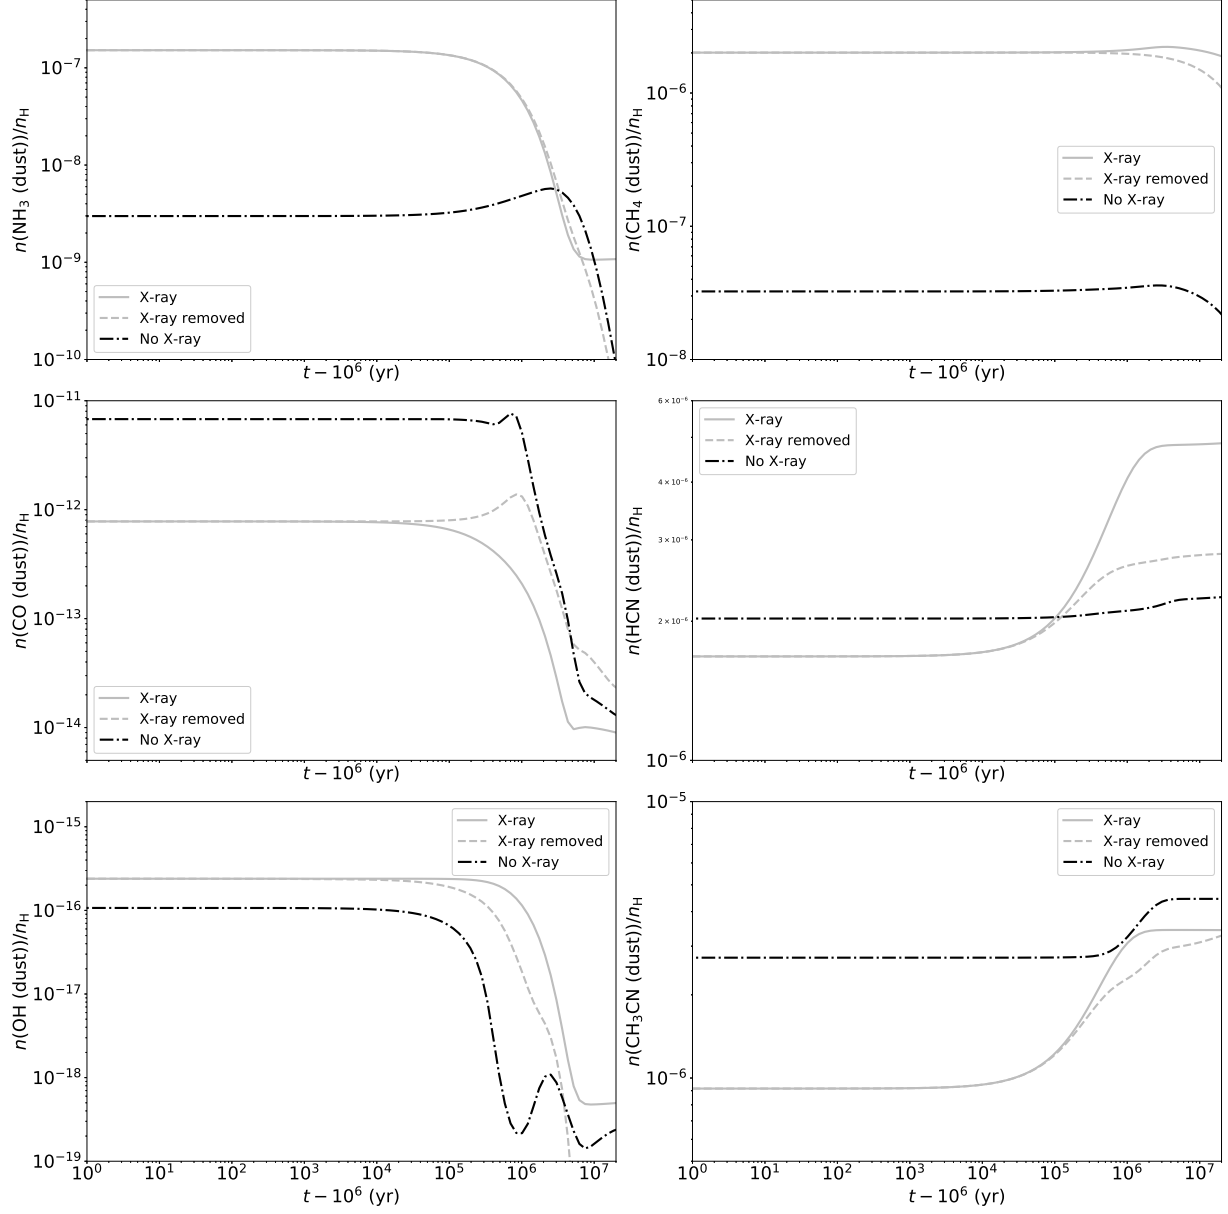 n(NH₃ (dust))/n_H
10⁻⁷
10⁻⁸
10⁻⁹
10⁻¹⁰
X-ray
X-ray removed
No X-ray
t − 10⁶ (yr)
n(CH₄ (dust))/n_H
10⁻⁶
10⁻⁷
10⁻⁸
X-ray
X-ray removed
No X-ray
t − 10⁶ (yr)
n(CO (dust))/n_H
10⁻¹¹
10⁻¹²
10⁻¹³
10⁻¹⁴
X-ray
X-ray removed
No X-ray
t − 10⁶ (yr)
n(HCN (dust))/n_H
6 × 10⁻⁶
4 × 10⁻⁶
3 × 10⁻⁶
2 × 10⁻⁶
10⁻⁶
X-ray
X-ray removed
No X-ray
t − 10⁶ (yr)
n(OH (dust))/n_H
10⁻¹⁵
10⁻¹⁶
10⁻¹⁷
10⁻¹⁸
10⁻¹⁹
X-ray
X-ray removed
No X-ray
10⁰ 10¹ 10² 10³ 10⁴ 10⁵ 10⁶ 10⁷
t − 10⁶ (yr)
n(CH₃CN (dust))/n_H
10⁻⁵
10⁻⁶
X-ray
X-ray removed
No X-ray
10⁰ 10¹ 10² 10³ 10⁴ 10⁵ 10⁶ 10⁷
t − 10⁶ (yr)